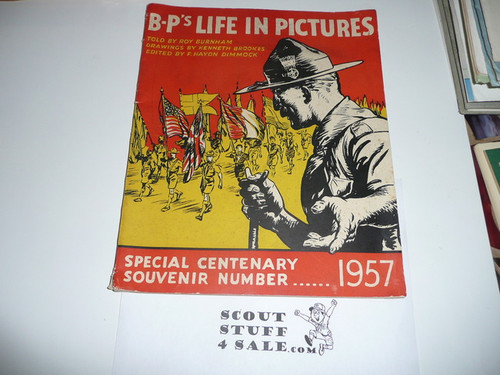 B-P's LIFE IN PICTURES
TOLD BY ROY BURNHAM
DRAWINGS BY KENNETH BROOKES
EDITED BY F. HAYDN DIMMOCK
SPECIAL CENTENARY
SOUVENIR NUMBER...... 1957
SCOUT
STUFF
4 SALE.COM